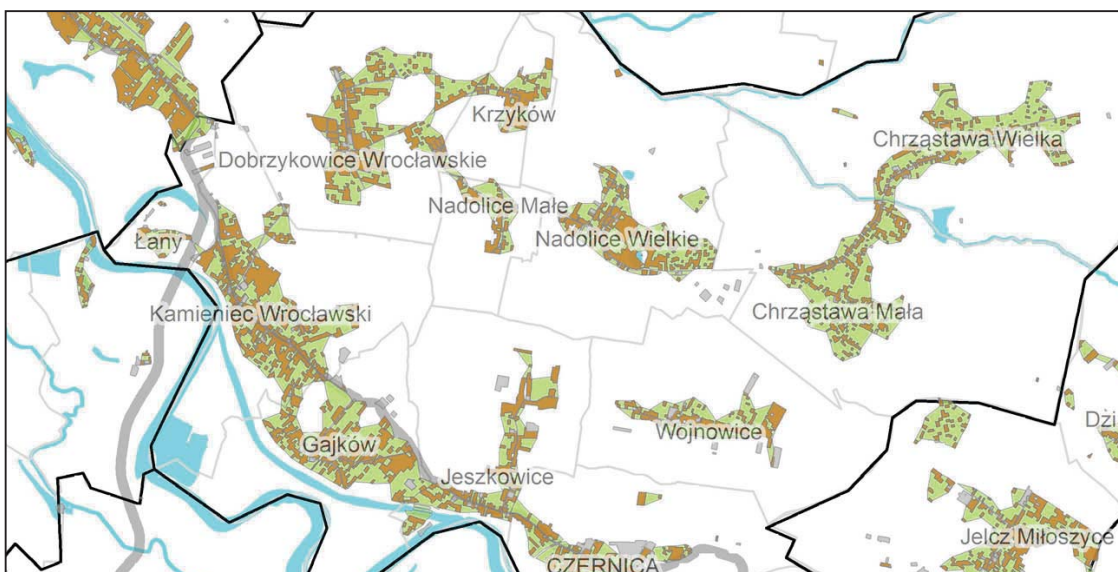 Krzyków
Chrząstawa Wielka
Dobrzykowice Wrocławskie
Nadolice Małe
Łany
Nadolice Wielkie
Kamieniec Wrocławski
Chrząstawa Mała
Dzi
Wojnowice
Gajków
Jeszkowice
Jelcz Miłoszyce
CZERNICA